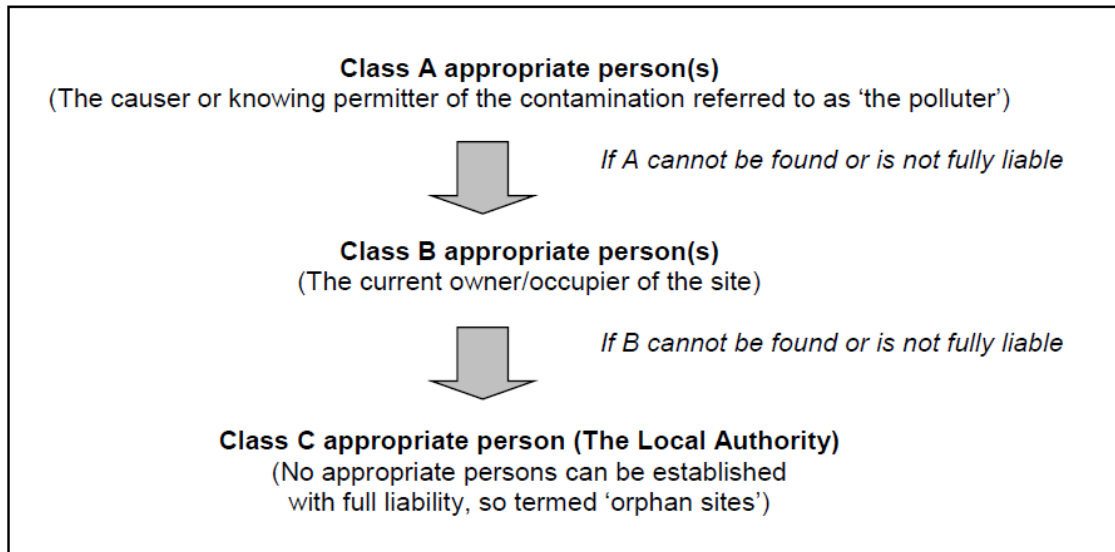 Class A appropriate person(s)
(The causer or knowing permitter of the contamination referred to as ‘the polluter’)
If A cannot be found or is not fully liable
Class B appropriate person(s)
(The current owner/occupier of the site)
If B cannot be found or is not fully liable
Class C appropriate person (The Local Authority)
(No appropriate persons can be established
with full liability, so termed ‘orphan sites’)